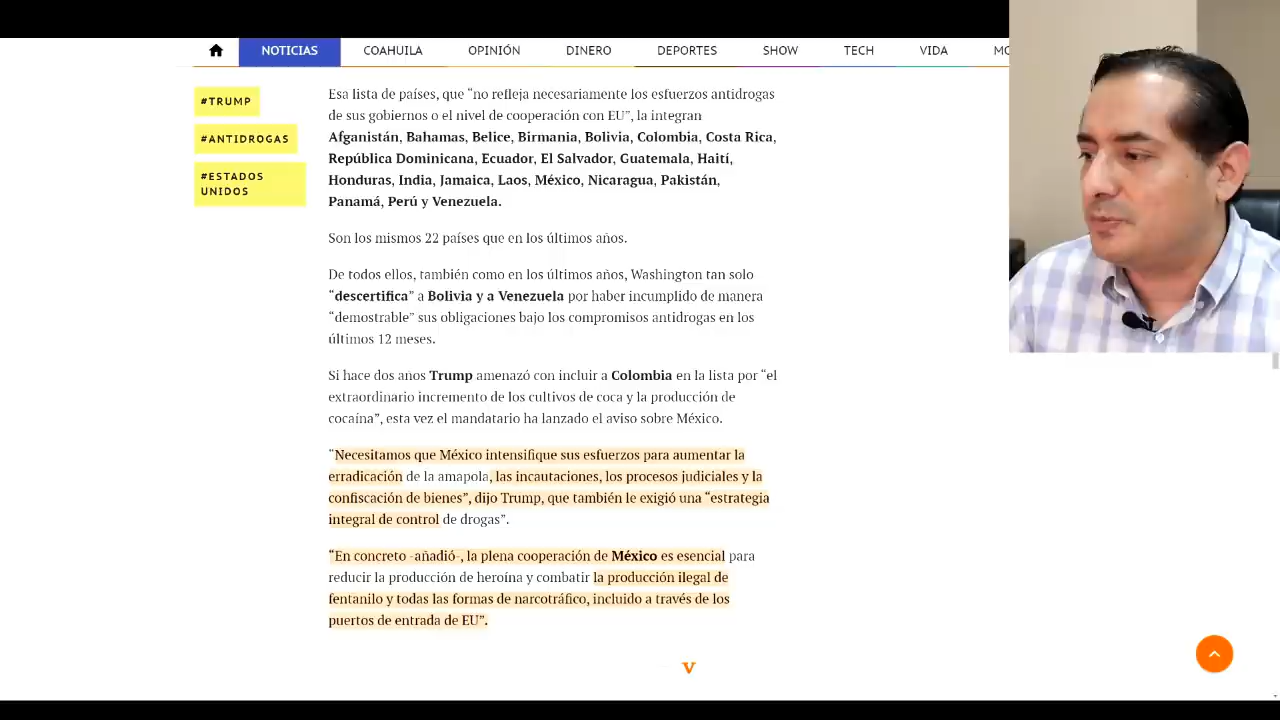 NOTICIAS COAHUILA OPINIÓN DINERO DEPORTES SHOW TECH VIDA
#TRUMP
#ANTIDROGAS
#ESTADOS
UNIDOS
Esa lista de países, que “no refleja necesariamente los esfuerzos antidrogas
de sus gobiernos o el nivel de cooperación con EU”, la integran
Afganistán, Bahamas, Belice, Birmania, Bolivia, Colombia, Costa Rica,
República Dominicana, Ecuador, El Salvador, Guatemala, Haití,
Honduras, India, Jamaica, Laos, México, Nicaragua, Pakistán,
Panamá, Perú y Venezuela.
Son los mismos 22 países que en los últimos años.
De todos ellos, también como en los últimos años, Washington tan solo
“descertifica” a Bolivia y a Venezuela por haber incumplido de manera
“demostrable” sus obligaciones bajo los compromisos antidrogas en los
últimos 12 meses.
Si hace dos años Trump amenazó con incluir a Colombia en la lista por “el
extraordinario incremento de los cultivos de coca y la producción de
cocaína”, esta vez el mandatario ha lanzado el aviso sobre México.
“Necesitamos que México intensifique sus esfuerzos para aumentar la
erradicación de la amapola, las incautaciones, los procesos judiciales y la
confiscación de bienes”, dijo Trump, que también le exigió una “estrategia
integral de control de drogas”.
“En concreto -añadió-, la plena cooperación de México es esencial para
reducir la producción de heroína y combatir la producción ilegal de
fentanilo y todas las formas de narcotráfico, incluido a través de los
puertos de entrada de EU”.
V